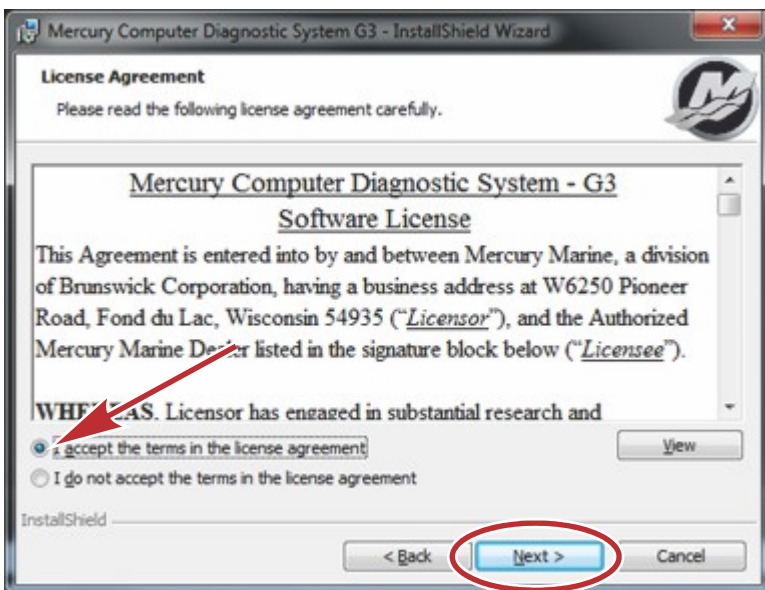 Mercury Computer Diagnostic System G3 - InstallShield Wizard
License Agreement
Please read the following license agreement carefully.
Mercury Computer Diagnostic System - G3
Software License
This Agreement is entered into by and between Mercury Marine, a division
of Brunswick Corporation, having a business address at W6250 Pioneer
Road, Fond du Lac, Wisconsin 54935 (“Licensor”), and the Authorized
Mercury Marine Dealer listed in the signature block below (“Licensee”).
WHEREAS. Licensor has engaged in substantial research and
I accept the terms in the license agreement
View
I do not accept the terms in the license agreement
InstallShield
< Back
Next >
Cancel